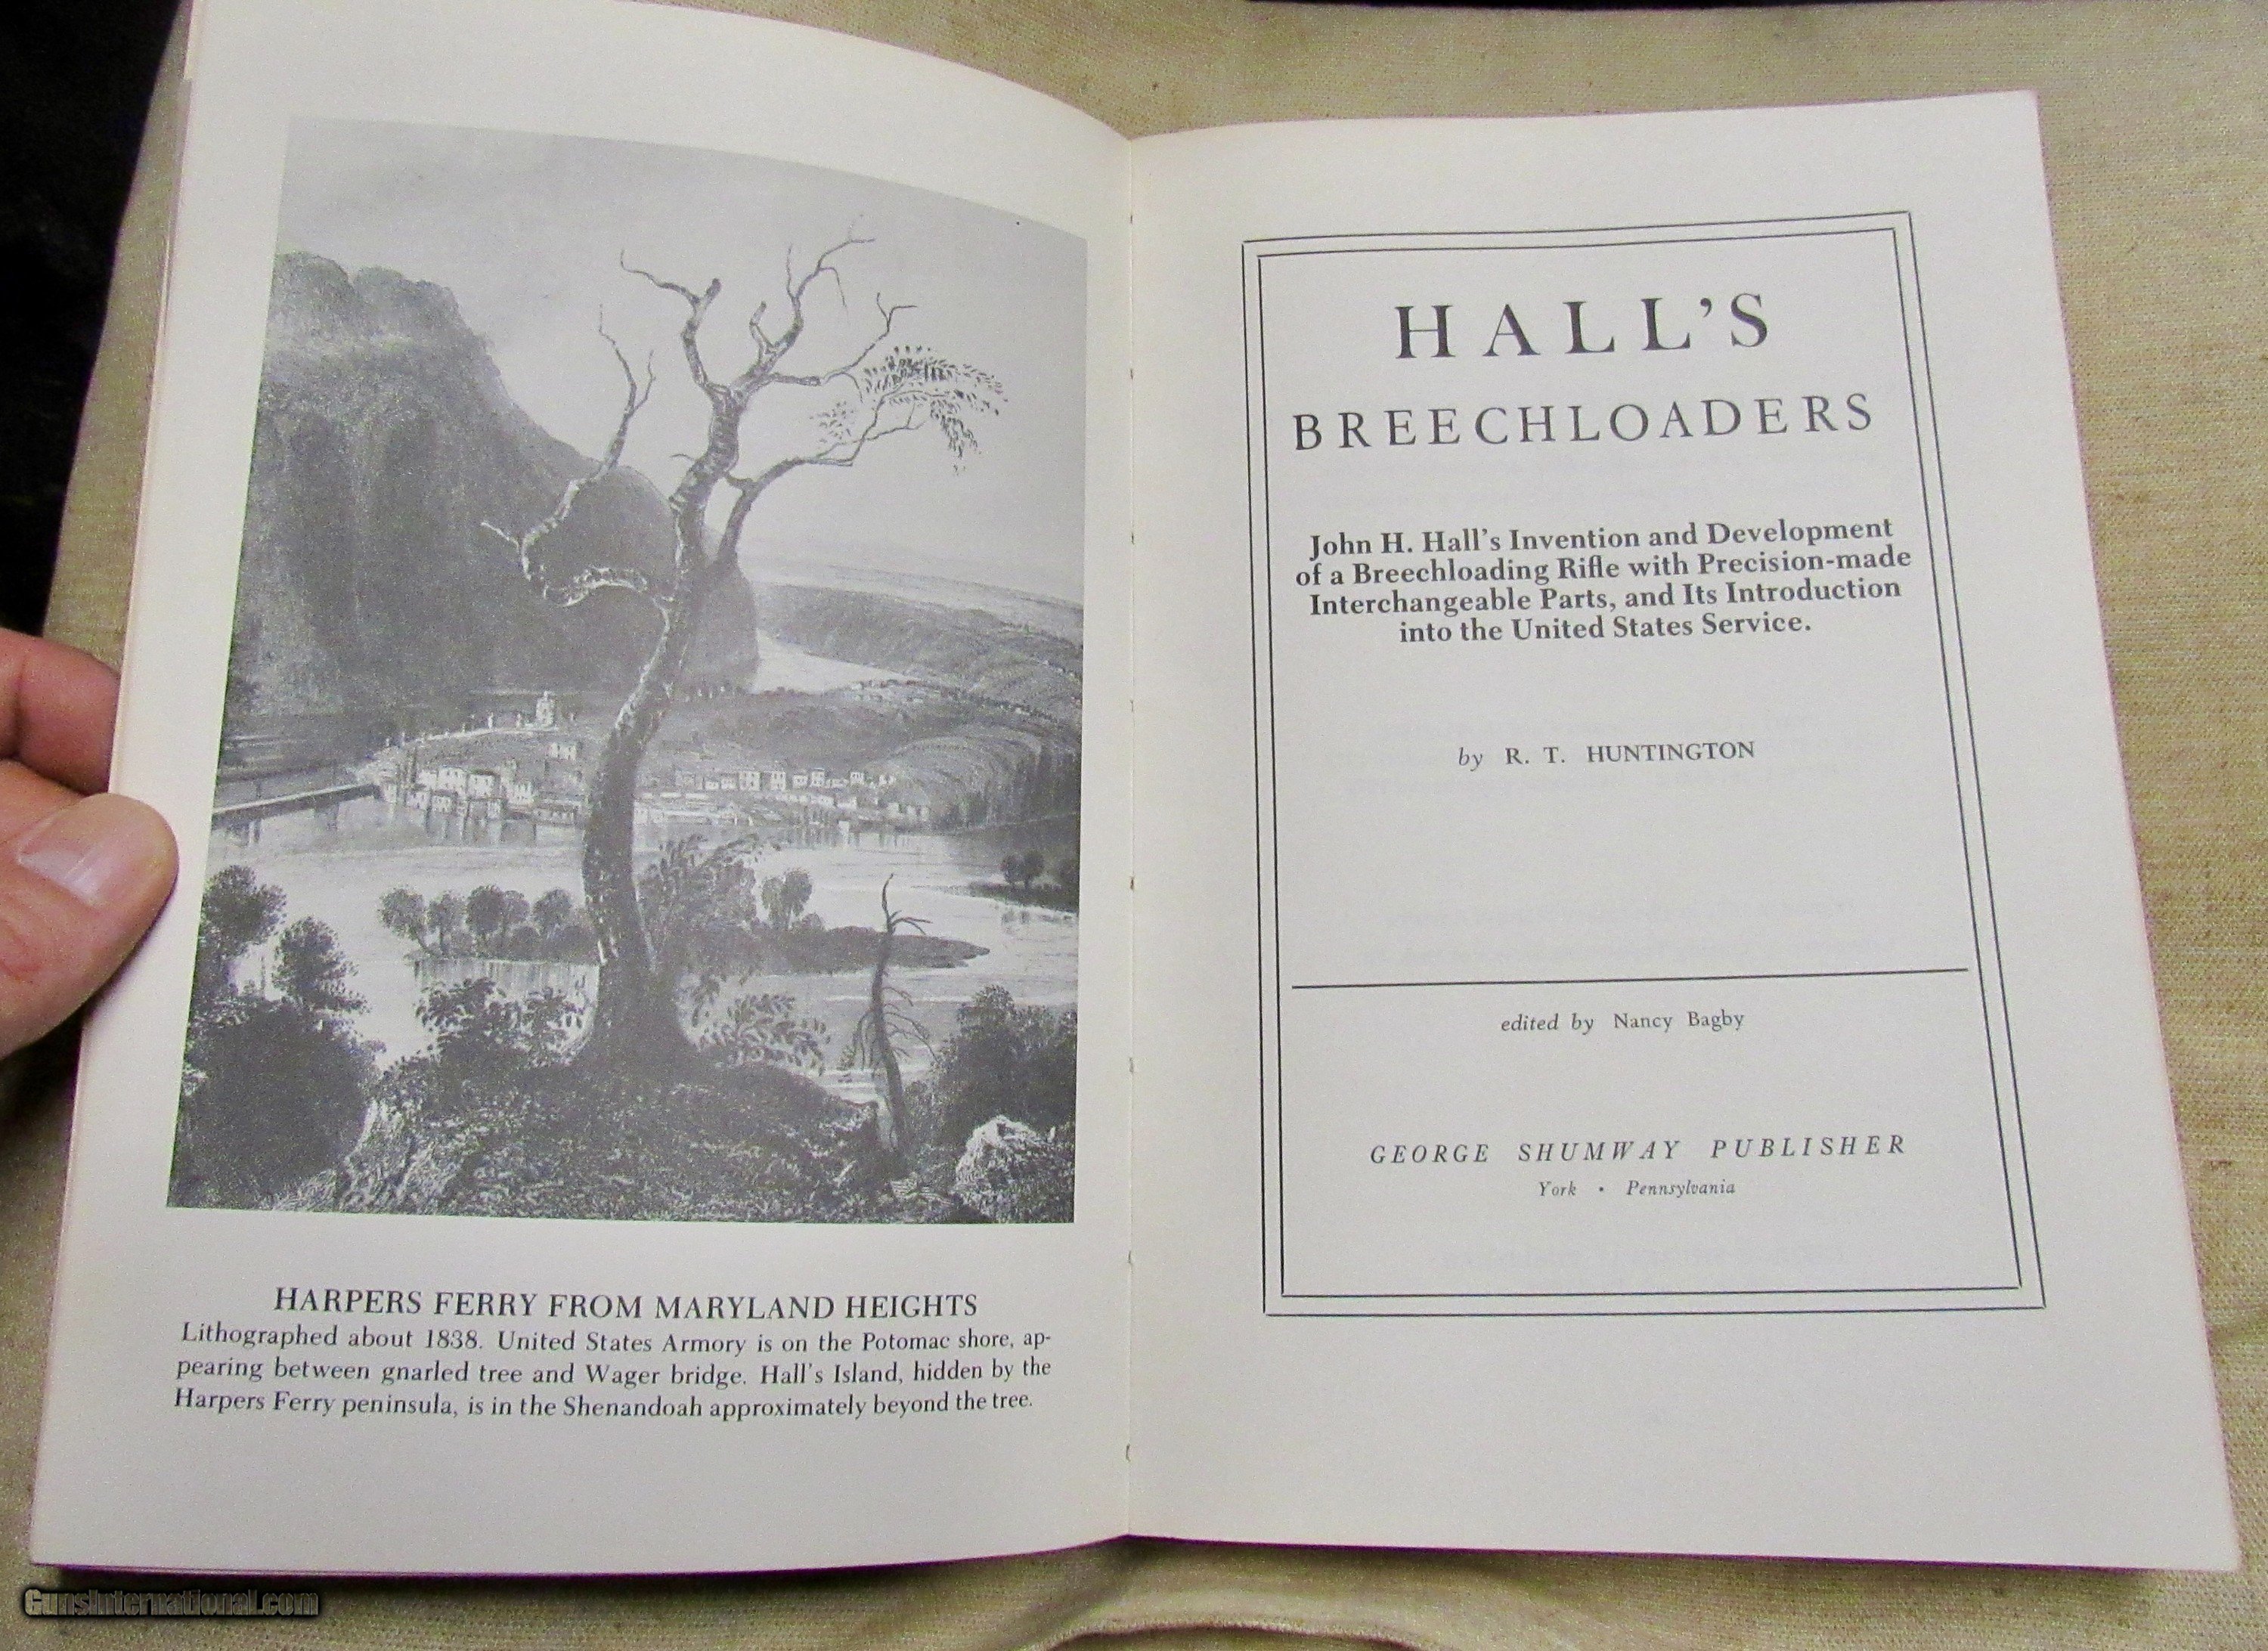 HARPERS FERRY FROM MARYLAND HEIGHTS
Lithographed about 1838. United States Armory is on the Potomac shore, ap-
pearing between gnarled tree and Wager bridge. Hall's Island, hidden by the
Harpers Ferry peninsula, is in the Shenandoah approximately beyond the tree.
HALL'S
BREECHLOADERS
John H. Hall's Invention and Development
of a Breechloading Rifle with Precision-made
Interchangeable Parts, and Its Introduction
into the United States Service.
by R. T. HUNTINGTON
edited by Nancy Bagby
GEORGE SHUMWAY PUBLISHER
York • Pennsylvania
GunsInternational.com